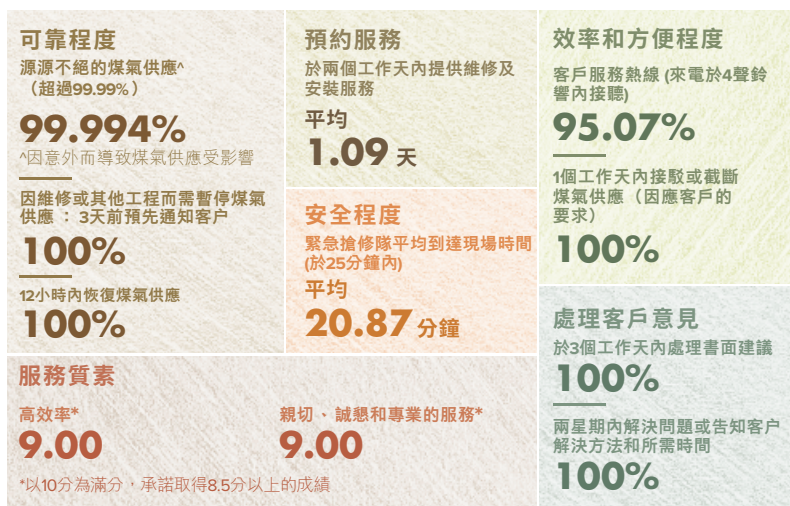 可靠程度
源源不絕的煤氣供應^
（超過99.99%）
99.994%
^因意外而導致煤氣供應受影響
因維修或其他工程而需暫停煤氣
供應 ： 3天前預先通知客户
100%
12小時內恢復煤氣供應
100%
預約服務
於兩個工作天內提供維修及
安裝服務
平均
1.09 天
安全程度
緊急搶修隊平均到達現場時間
(於25分鐘內)
平均
20.87 分鐘
效率和方便程度
客戶服務熱線 (來電於4聲鈴
響內接聽)
95.07%
1個工作天內接駁或截斷
煤氣供應（因應客戶的
要求）
100%
處理客戶意見
於3個工作天內處理書面建議
100%
兩星期內解決問題或告知客户
解決方法和所需時間
100%
服務質素
高效率*
9.00
親切、誠懇和專業的服務*
9.00
*以10分為滿分，承諾取得8.5分以上的成績